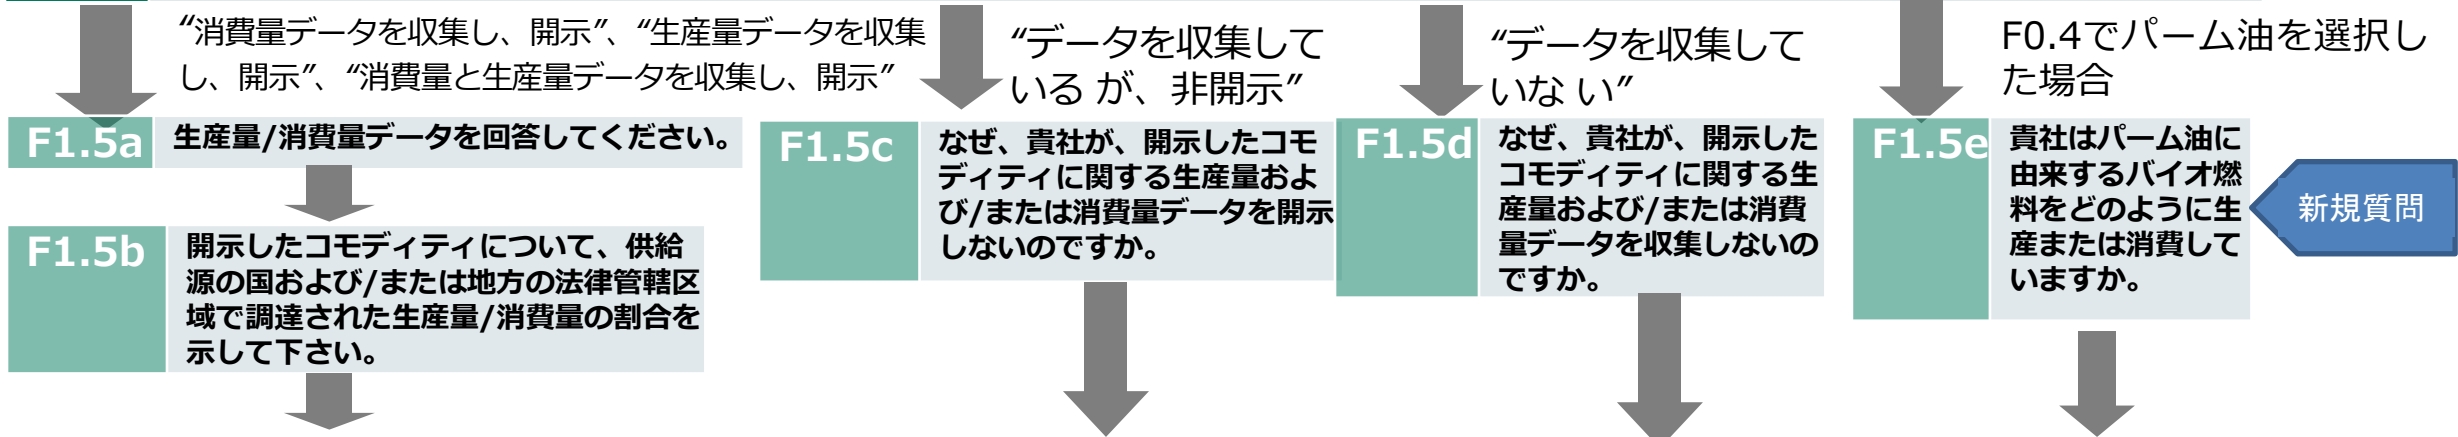 “消費量データを収集し、開示”、“生産量データを収集
し、開示”、“消費量と生産量データを収集し、開示”
F1.5a
生産量/消費量データを回答してください。
F1.5b
開示したコモディティについて、供給
源の国および/または地方の法律管轄区
域で調達された生産量/消費量の割合を
示して下さい。
“データを収集して
いる が、非開示”
F1.5c
なぜ、貴社が、開示したコモ
ディティに関する生産量およ
び/または消費量データを開示
しないのですか。
“データを収集して
いな い”
F1.5d
なぜ、貴社が、開示した
コモディティに関する生
産量および/または消費
量データを収集しないの
ですか。
F0.4でパーム油を選択し
た場合
F1.5e
貴社はパーム油に
由来するバイオ燃
料をどのように生
産または消費して
いますか。
新規質問